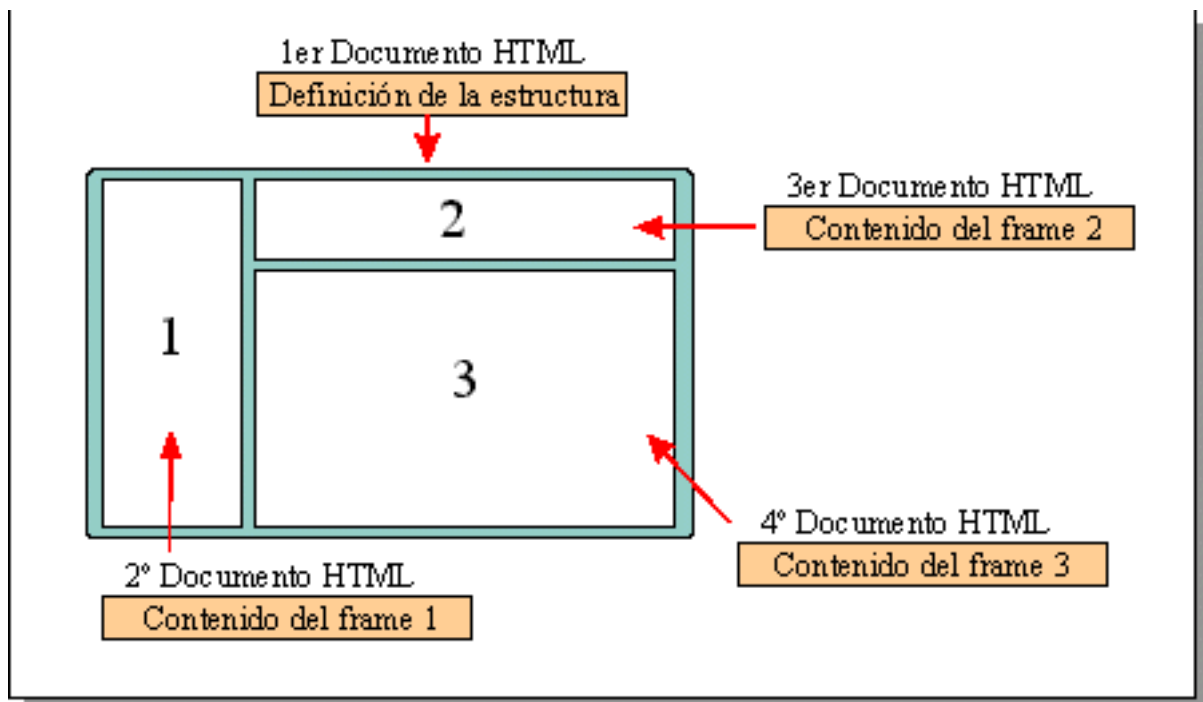 1er Documento HTML
Definición de la estructura
2
3er Documento HTML
Contenido del frame 2
1
3
4º Documento HTML
Contenido del frame 3
2º Documento HTML
Contenido del frame 1